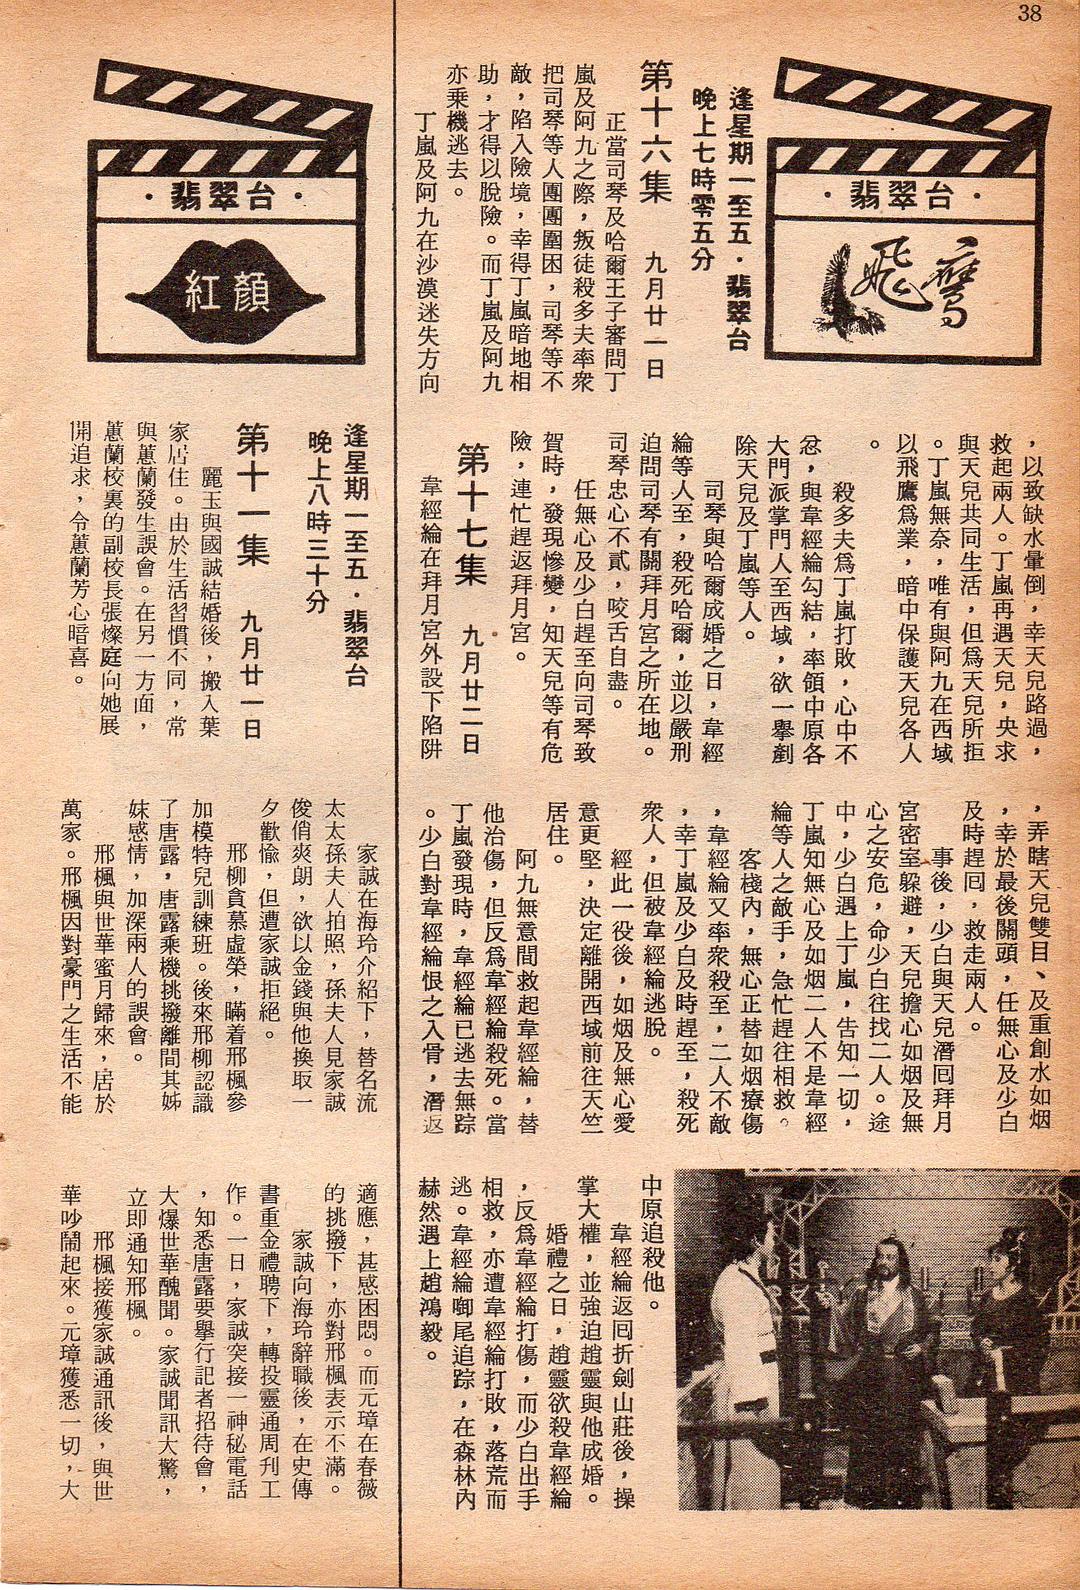 38
·翡翠台·
飛鷹
逢星期一至五·翡翠台
晚上七時零五分
第十六集　九月廿一日
正當司琴及哈爾王子審問丁
嵐及阿九之際，叛徒殺多夫率衆
把司琴等人團團圍困，司琴等不
敵，陷入險境，幸得丁嵐暗地相
助，才得以脫險。而丁嵐及阿九
亦乘機逃去。
丁嵐及阿九在沙漠迷失方向
，以致缺水暈倒，幸天兒路過，
救起兩人。丁嵐再遇天兒，央求
與天兒共同生活，但爲天兒所拒
。丁嵐無奈，唯有與阿九在西域
以飛鷹爲業，暗中保護天兒各人
。
殺多夫爲丁嵐打敗，心中不
忿，與韋經綸勾結，率領中原各
大門派掌門人至西域，欲一擧剷
除天兒及丁嵐等人。
司琴與哈爾成婚之日，韋經
綸等人至，殺死哈爾，並以嚴刑
迫問司琴有關拜月宮之所在地。
司琴忠心不貳，咬舌自盡。
任無心及少白趕至向司琴致
賀時，發現慘變，知天兒等有危
險，連忙趕返拜月宮。
第十七集　九月廿二日
韋經綸在拜月宮外設下陷阱
，弄瞎天兒雙目、及重創水如烟
，幸於最後關頭，任無心及少白
及時趕囘，救走兩人。
事後，少白與天兒潛囘拜月
宮密室躱避，天兒擔心如烟及無
心之安危，命少白往找二人。途
中，少白遇上丁嵐，告知一切，
丁嵐知無心及如烟二人不是韋經
綸等人之敵手，急忙趕往相救。
客棧內，無心正替如烟療傷
，韋經綸又率衆殺至，二人不敵
，幸丁嵐及少白及時趕至，殺死
衆人，但被韋經綸逃脫。
經此一役後，如烟及無心愛
意更堅，決定離開西域前往天竺
居住。
阿九無意間救起韋經綸，替
他治傷，但反爲韋經綸殺死。當
丁嵐發現時，韋經綸已逃去無踪
。少白對韋經綸恨之入骨，潛返
中原追殺他。
韋經綸返囘折劍山莊後，操
掌大權，並強迫趙靈與他成婚。
婚禮之日，趙靈欲殺韋經綸
，反爲韋經綸打傷，而少白出手
相救，亦遭韋經綸打敗，落荒而
逃。韋經綸啣尾追踪，在森林內
赫然遇上趙鴻毅。
·翡翠台·
紅顏
逢星期一至五·翡翠台
晚上八時三十分
第十一集　九月廿一日
麗玉與國誠結婚後，搬入葉
家居住。由於生活習慣不同，常
與蕙蘭發生誤會。在另一方面，
蕙蘭校裏的副校長張燦庭向她展
開追求，令蕙蘭芳心暗喜。
家誠在海玲介紹下，替名流
太太孫夫人拍照，孫夫人見家誠
俊俏爽朗，欲以金錢與他換取一
夕歡愉，但遭家誠拒絕。
邢柳貪慕虛榮，瞞着邢楓參
加模特兒訓練班。後來邢柳認識
了唐露，唐露乘機挑撥離間其姊
妹感情，加深兩人的誤會。
邢楓與世華蜜月歸來，居於
萬家。邢楓因對豪門之生活不能
適應，甚感困悶。而元璋在春薇
的挑撥下，亦對邢楓表示不滿。
家誠向海玲辭職後，在史傳
書重金禮聘下，轉投靈通周刋工
作。一日，家誠突接一神秘電話
，知悉唐露要擧行記者招待會，
大爆世華醜聞。家誠聞訊大驚，
立即通知邢楓。
邢楓接獲家誠通訊後，與世
華吵鬧起來。元璋獲悉一切，大